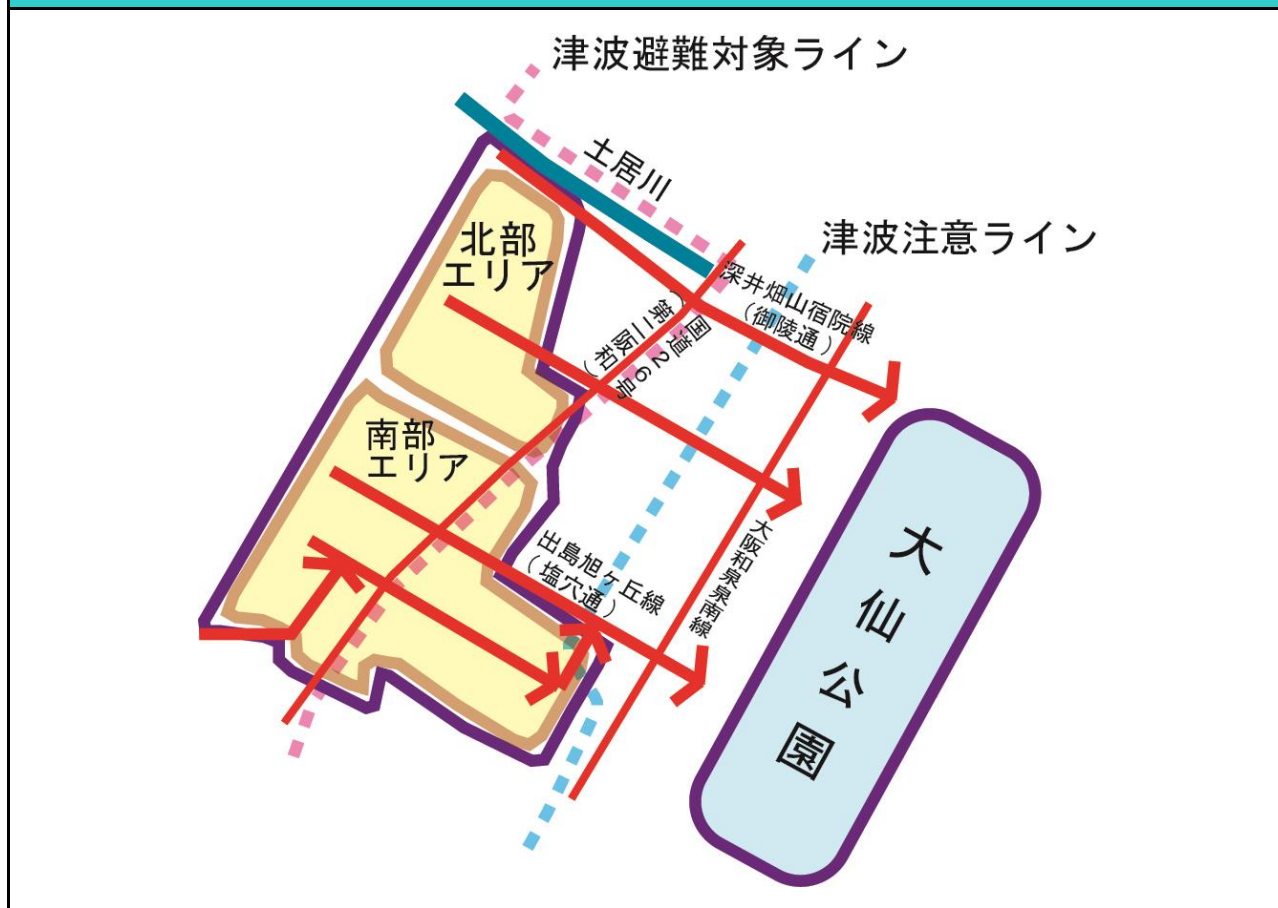 津波避難対象ライン
土居川
津波注意ライン
北部
エリア
深井畑山宿院線
（御陵通）
国道26号
（第二阪和）
南部
エリア
出島旭ヶ丘線
（塩穴通）
大阪和泉泉南線
大仙公園